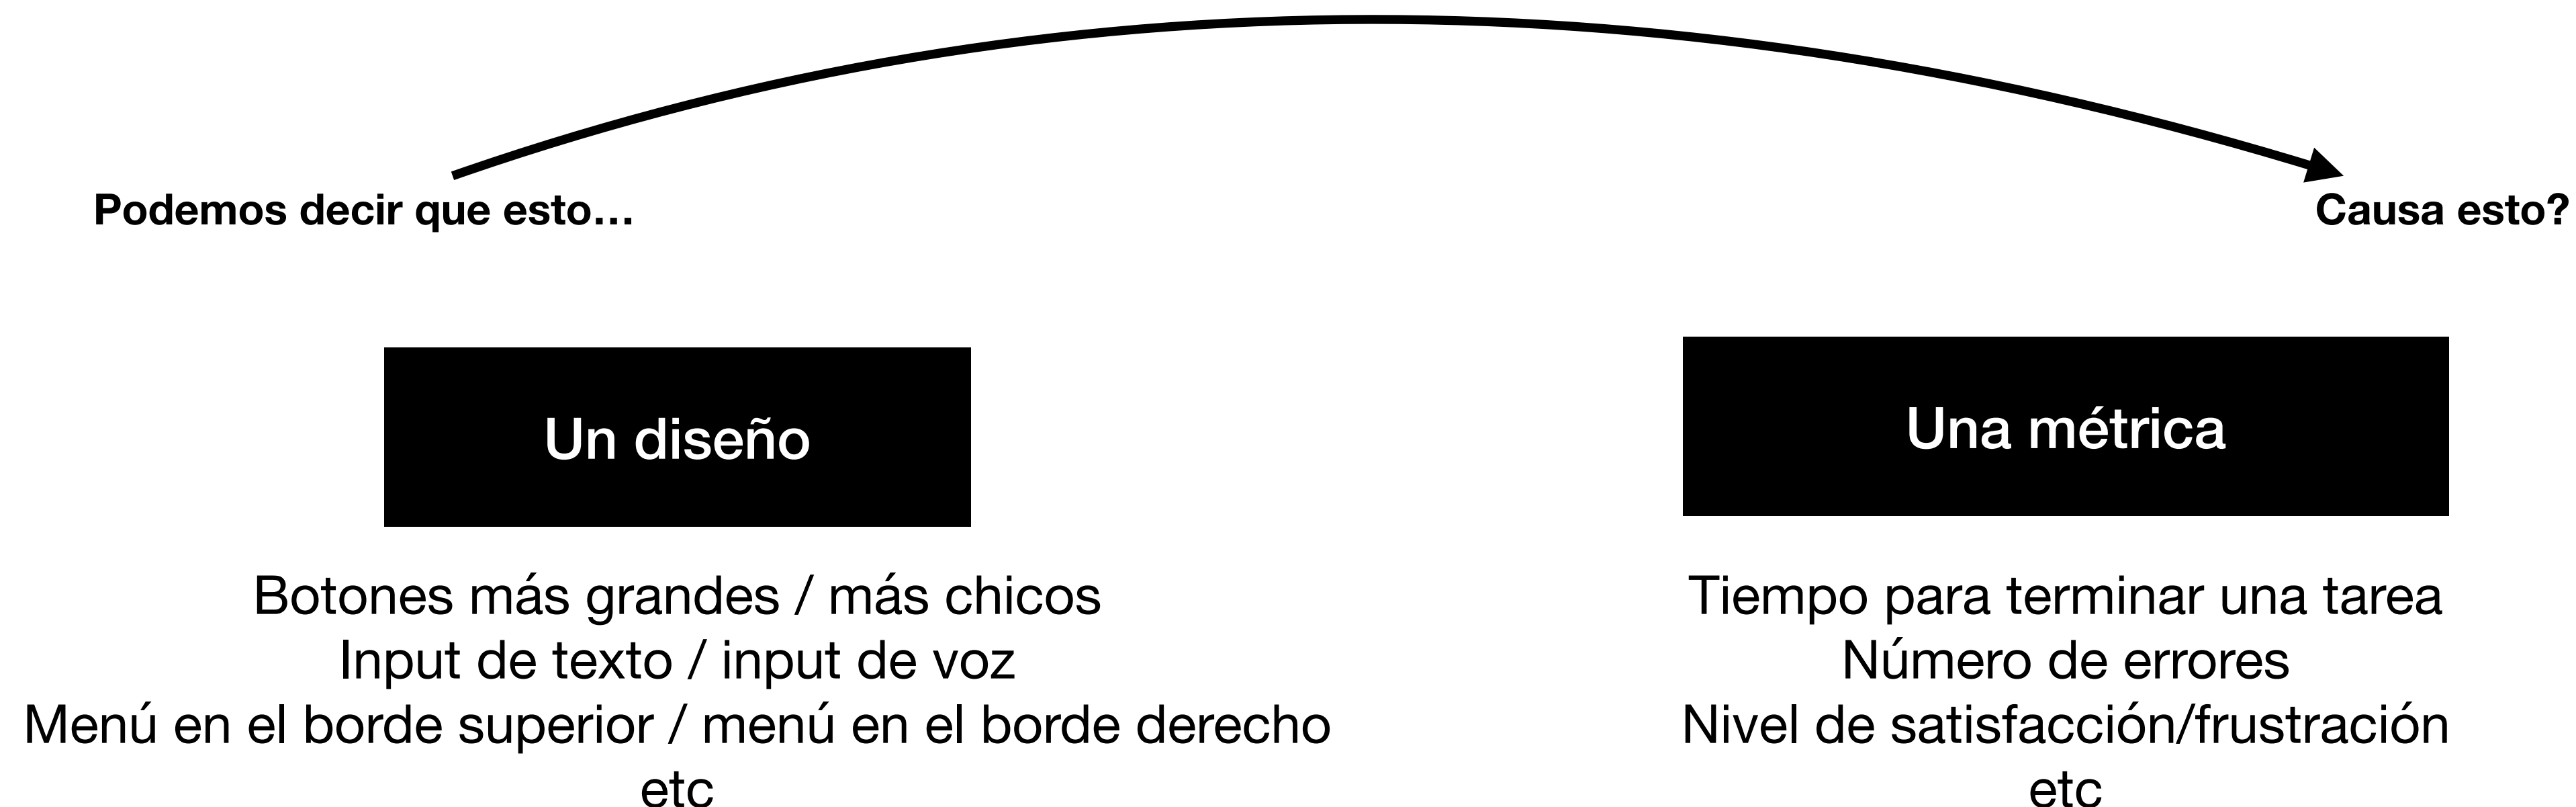 Podemos decir que esto...
Causa esto?
Un diseño
Una métrica
Botones más grandes / más chicos
Input de texto / input de voz
Menú en el borde superior / menú en el borde derecho
etc
Tiempo para terminar una tarea
Número de errores
Nivel de satisfacción/frustración
etc